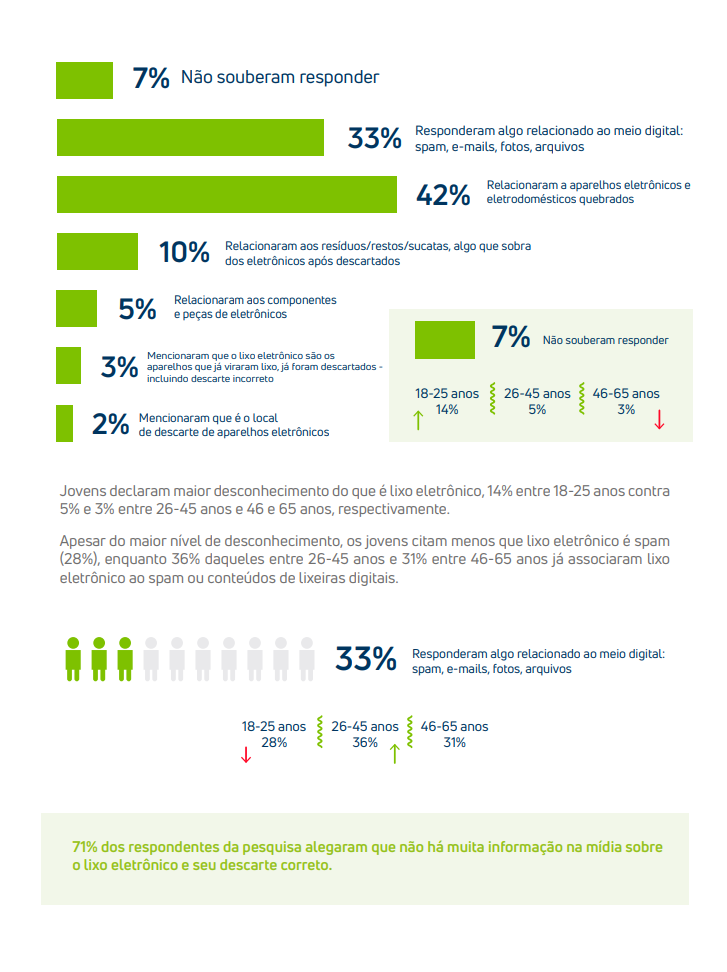 7% Não souberam responder
33% Responderam algo relacionado ao meio digital:
spam, e-mails, fotos, arquivos
42% Relacionaram a aparelhos eletrônicos e
eletrodomésticos quebrados
10% Relacionaram aos resíduos/restos/sucatas, algo que sobra
dos eletrônicos após descartados
5% Relacionaram aos componentes
e peças de eletrônicos
3% Mencionaram que o lixo eletrônico são os
aparelhos que já viraram lixo, já foram descartados -
incluindo descarte incorreto
2% Mencionaram que é o local
de descarte de aparelhos eletrônicos
7% Não souberam responder
18-25 anos 26-45 anos 46-65 anos
14% 5% 3%
Jovens declaram maior desconhecimento do que é lixo eletrônico, 14% entre 18-25 anos contra
5% e 3% entre 26-45 anos e 46 e 65 anos, respectivamente.
Apesar do maior nível de desconhecimento, os jovens citam menos que lixo eletrônico é spam
(28%), enquanto 36% daqueles entre 26-45 anos e 31% entre 46-65 anos já associaram lixo
eletrônico ao spam ou conteúdos de lixeiras digitais.
33% Responderam algo relacionado ao meio digital:
spam, e-mails, fotos, arquivos
18-25 anos 26-45 anos 46-65 anos
28% 36% 31%
71% dos respondentes da pesquisa alegaram que não há muita informação na mídia sobre
o lixo eletrônico e seu descarte correto.